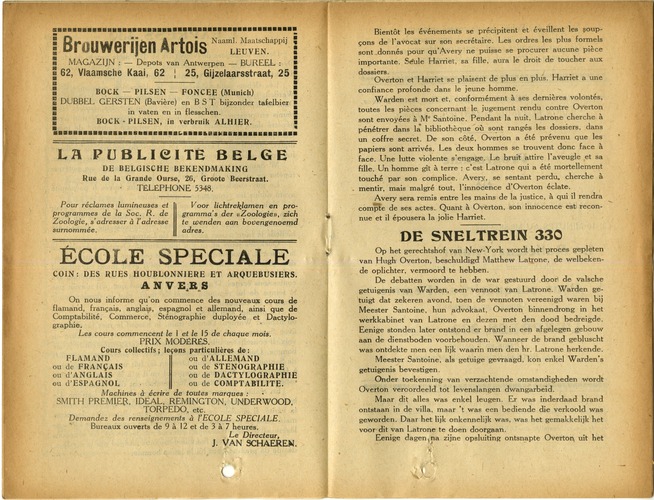 Brouwerijen Artois Naaml. Maatschappij
LEUVEN.
MAGAZIJN : — Depots van Antwerpen — BUREEL :
62, Vlaamsche Kaai, 62 ¦ 25, Gijzelaarsstraat, 25
BOCK — PILSEN — FONCEE (Munich)
DUBBEL GERSTEN (Bavière) en B S T bijzonder tafelbier
in vaten en in flesschen.
BOCK - PILSEN, in verbruik ALHIER.
LA PUBLICITE BELGE
DE BELGISCHE BEKENDMAKING
Rue de la Grande Ourse, 26, Groote Beerstraat.
TELEPHONE 5348.
Pour réclames lumineuses et
programmes de la Soc. R. de
Zoologie, s'adresser à l'adresse
surnommée.
Voor lichtreklamen en pro-
gramma's der «Zoologie», zich
te wenden aan bovengenoemd
adres.
ÉCOLE SPECIALE
COIN : DES RUES HOUBLONNIERE ET ARQUEBUSIERS.
ANVERS
On nous informe qu'on commence des nouveaux cours de
flamand, français, anglais, espagnol et allemand, ainsi que de
Comptabilité, Commerce, Sténographie duployée et Dactylo-
graphie.
Les cours commencent le 1 et le 15 de chaque mois.
PRIX MODERES.
Cours collectifs ; leçons particulières de :
FLAMAND
ou de FRANÇAIS
ou d'ANGLAIS
ou d'ESPAGNOL
ou d'ALLEMAND
ou de STENOGRAPHIE
ou de DACTYLOGRAPHIE
ou de COMPTABILITE.
Machines à écrire de toutes marques :
SMITH PREMIER, IDEAL, REMINGTON, UNDERWOOD,
TORPEDO, etc.
Demandez des renseignements à l'ECOLE SPECIALE.
Bureaux ouverts de 9 à 12 et de 3 à 7 heures.
Le Directeur,
J. VAN SCHAEREN.
Bientôt les événements se précipitent et éveillent les soup-
çons de l'avocat sur son secrétaire. Les ordres les plus formels
sont donnés pour qu'Avery ne puisse se procurer aucune pièce
importante. Seule Harriet, sa fille, aura le droit de toucher aux
dossiers.
Overton et Harriet se plaisent de plus en plus. Harriet a une
confiance profonde dans le jeune homme.
Warden est mort et, conformément à ses dernières volontés,
toutes les pièces concernant le jugement rendu contre Overton
sont envoyées à Me Santoine. Pendant la nuit, Latrone cherche à
pénétrer dans la bibliothèque où sont rangés les dossiers, dans
un coffre secret. De son côté, Overton a été prévenu que les
papiers sont arrivés. Les deux hommes se trouvent donc face à
face. Une lutte violente s'engage. Le bruit attire l'aveugle et sa
fille. Un homme gît à terre : c'est Latrone qui a été mortellement
touché par son complice. Avery, se sentant perdu, cherche à
mentir, mais malgré tout, l'innocence d'Overton éclate.
Avery sera remis entre les mains de la justice, à qui il rendra
compte de ses actes. Quant à Overton, son innocence est recon-
nue et il épousera la jolie Harriet.
DE SNELTREIN 330
Op het gerechtshof van New-York wordt het proces gepleten
van Hugh Overton, beschuldigd Matthew Latrone, de welbeken-
de oplichter, vermoord te hebben.
De debatten worden in de war gestuurd door de valsche
getuigenis van Warden, een vennoot van Latrone. Warden ge-
tuigt dat zekeren avond, toen de vennoten vereenigd waren bij
Meester Santoine, hun advokaat, Overton binnendrong in het
werkkabinet van Latrone en dezen met den dood bedreigde.
Eenige stonden later ontstond er brand in een afgelegen gebouw
aan de dienstboden voorbehouden. Wanneer de brand gebluscht
was ontdekte men een lijk waarin men den hr. Latrone herkende.
Meester Santoine, als getuige gevraagd, kon enkel Warden's
getuigenis bevestigen.
Onder toekenning van verzachtende omstandigheden wordt
Overton veroordeeld tot levenslangen dwangarbeid.
Maar dit alles was enkel leugen. Er was inderdaad brand
ontstaan in de villa, maar 't was een bediende die verkoold was
geworden. Daar het lijk onkennelijk was, was het gemakkelijk het
voor dit van Latrone te doen doorgaan.
Eenige dagen na zijne opsluiting ontsnapte Overton uit het